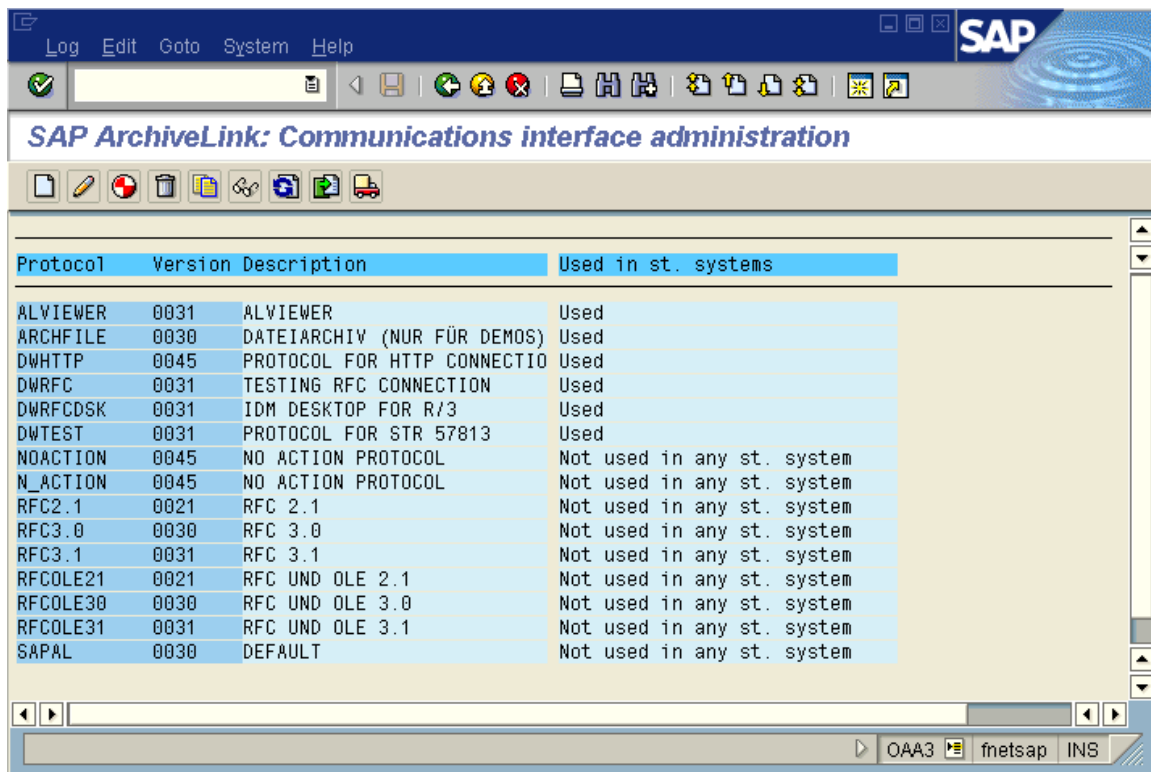 Log Edit Goto System Help
SAP
SAP ArchiveLink: Communications interface administration
Protocol Version Description Used in st. systems
ALVIEWER 0031 ALVIEWER Used
ARCHFILE 0030 DATEIARCHIV (NUR FÜR DEMOS) Used
DWHTTP 0045 PROTOCOL FOR HTTP CONNECTIO Used
DWRFC 0031 TESTING RFC CONNECTION Used
DWRFCDSK 0031 IDM DESKTOP FOR R/3 Used
DWTEST 0031 PROTOCOL FOR STR 57813 Used
NOACTION 0045 NO ACTION PROTOCOL Not used in any st. system
N_ACTION 0045 NO ACTION PROTOCOL Not used in any st. system
RFC2.1 0021 RFC 2.1 Not used in any st. system
RFC3.0 0030 RFC 3.0 Not used in any st. system
RFC3.1 0031 RFC 3.1 Not used in any st. system
RFCOLE21 0021 RFC UND OLE 2.1 Not used in any st. system
RFCOLE30 0030 RFC UND OLE 3.0 Not used in any st. system
RFCOLE31 0031 RFC UND OLE 3.1 Not used in any st. system
SAPAL 0030 DEFAULT Not used in any st. system
OAA3 fnetsap INS